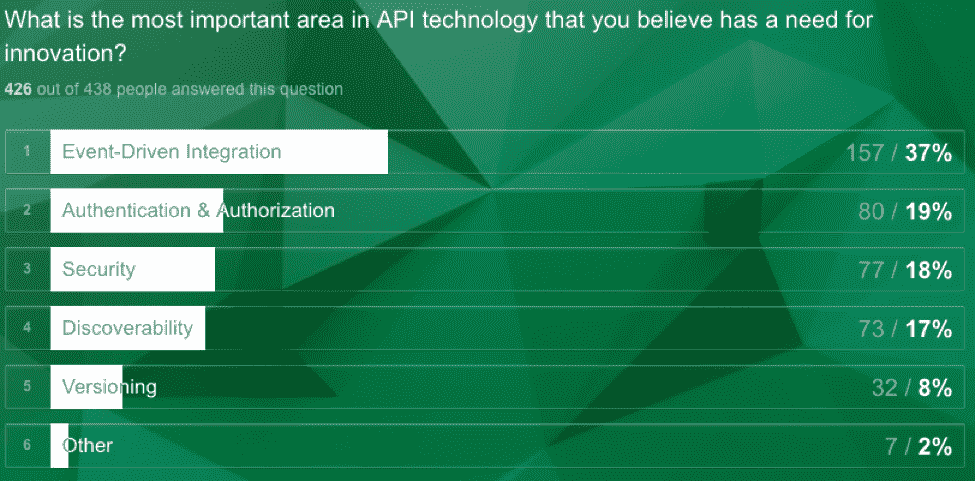 What is the most important area in API technology that you believe has a need for
innovation?
426 out of 438 people answered this question
1 Event-Driven Integration 157 / 37%
2 Authentication & Authorization 80 / 19%
3 Security 77 / 18%
4 Discoverability 73 / 17%
5 Versioning 32 / 8%
6 Other 7 / 2%